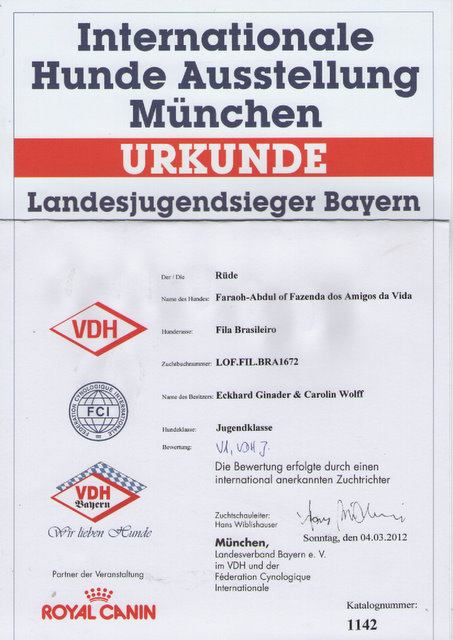 Internationale
Hunde Ausstellung
München
URKUNDE
Landesjugendsieger Bayern
Der / Die Rüde
Name des Hundes: Faraoh-Abdul of Fazenda dos Amigos da Vida
VDH
Hunderasse: Fila Brasileiro
Zuchtbuchnummer: LOF.FIL.BRA1672
FEDERATION CYNOLOGIQUE INTERNATIONALE
FCI
Name des Besitzers: Eckhard Ginader & Carolin Wolff
Hundeklasse: Jugendklasse
Bewertung: V1, VDH J.
Die Bewertung erfolgte durch einen
international anerkannten Zuchtrichter
VDH
Bayern
Wir lieben Hunde
Zuchtschauleiter:
Hans Wiblishauser
Sonntag, den 04.03.2012
München,
Landesverband Bayern e. V.
im VDH und der
Féderation Cynologique
Internationale
Partner der Veranstaltung
ROYAL CANIN
Katalognummer:
1142